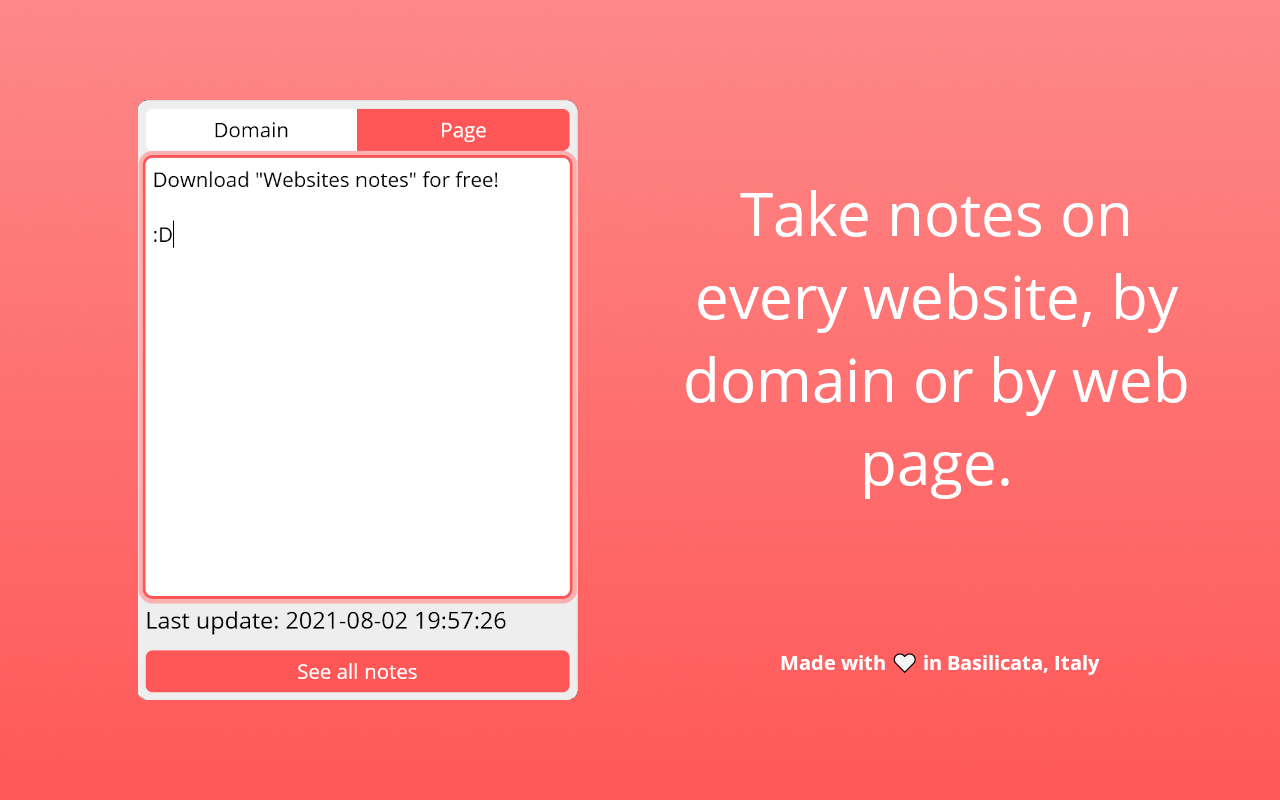 Domain
Page
Download "Websites notes" for free!
:D
Last update: 2021-08-02 19:57:26
See all notes
Take notes on
every website, by
domain or by web
page.
Made with 🤍 in Basilicata, Italy